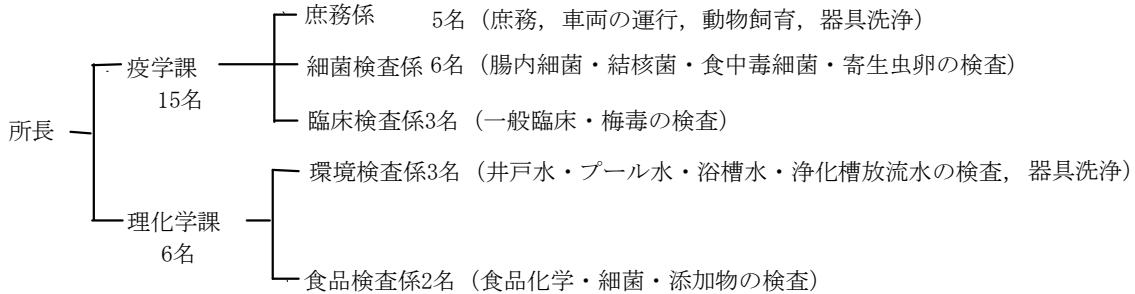 庶務係 5名 (庶務, 車両の運行, 動物飼育, 器具洗浄)
疫学課
細菌検査係 6名 (腸内細菌・結核菌・食中毒細菌・寄生虫卵の検査)
15名
臨床検査係3名 (一般臨床・梅毒の検査)
所長
環境検査係3名 (井戸水・プール水・浴槽水・浄化槽放流水の検査, 器具洗浄)
理化学課
6名
食品検査係2名 (食品化学・細菌・添加物の検査)